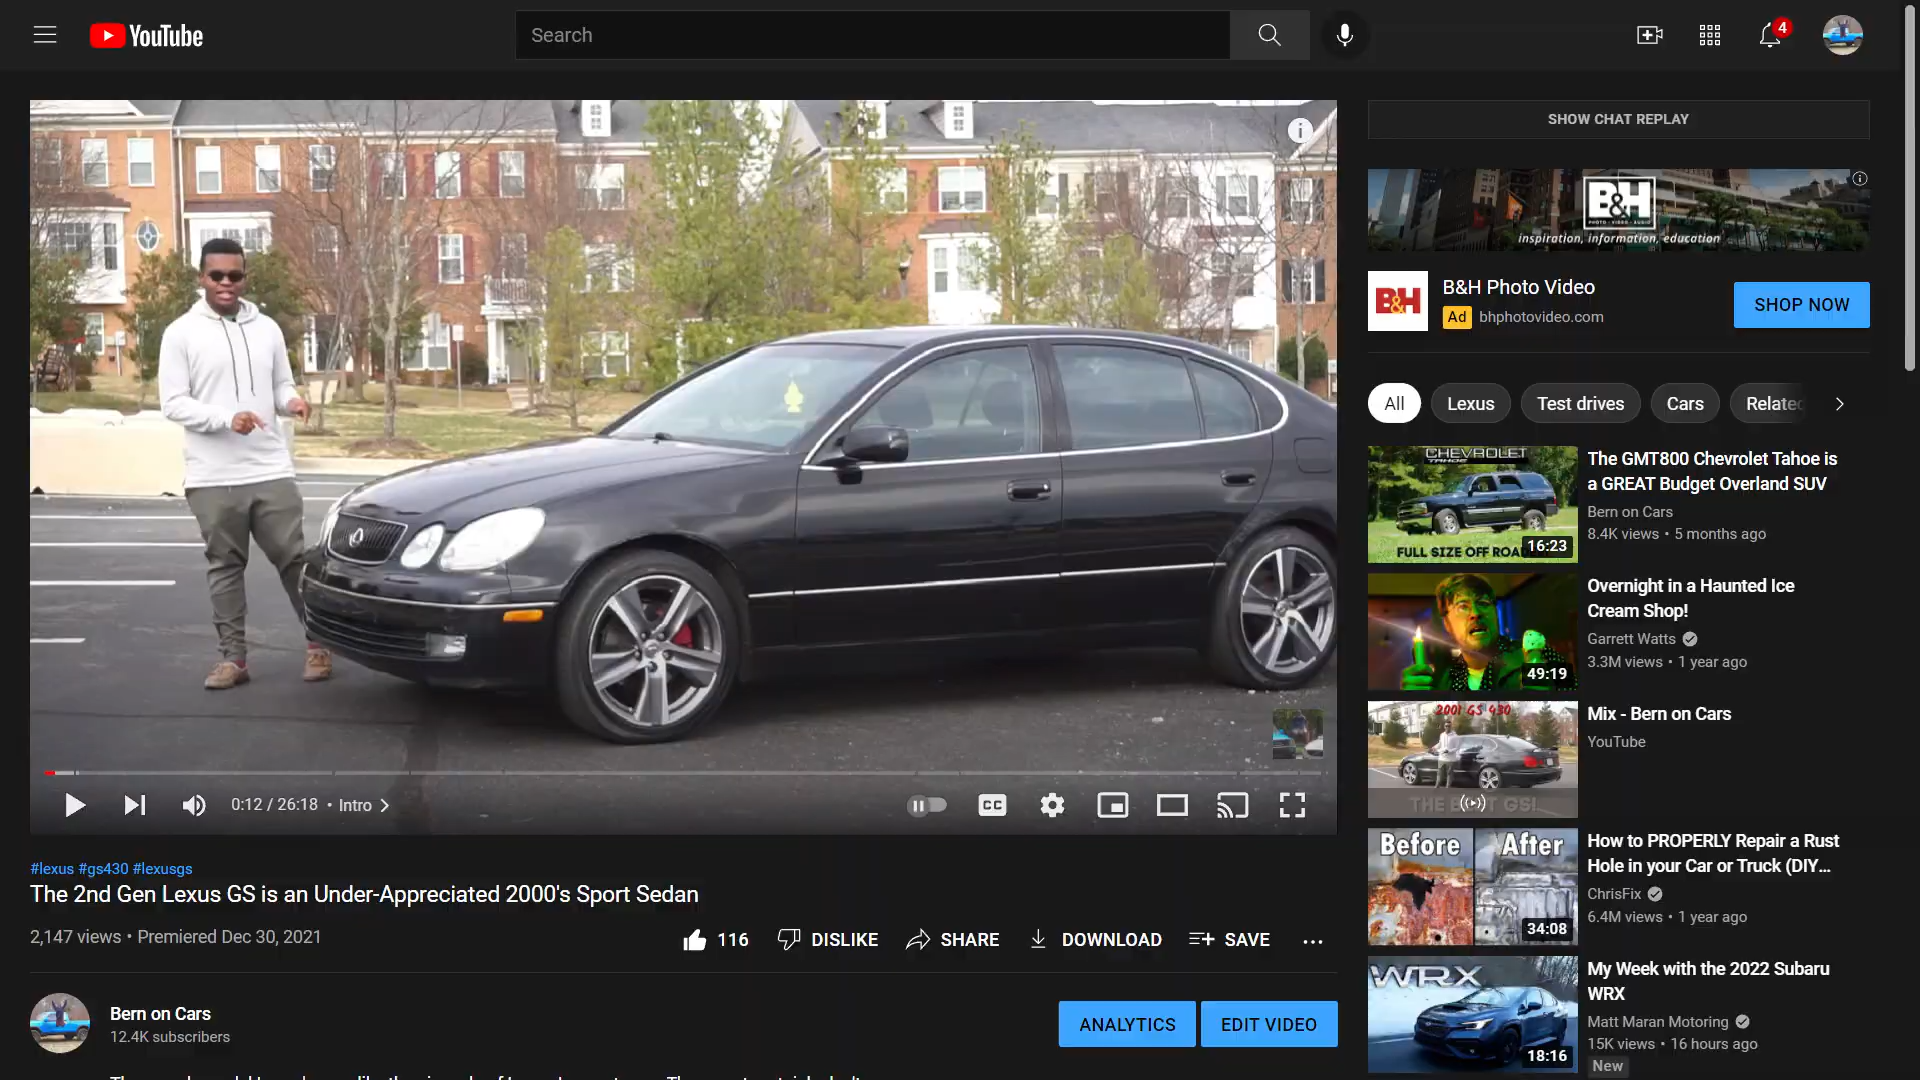 YouTube
Search
4
SHOW CHAT REPLAY
B&H
PHOTO • VIDEO • AUDIO
inspiration, information, education
B&H
B&H Photo Video
Ad bhphotovideo.com
SHOP NOW
All
Lexus
Test drives
Cars
Relate
0:12 / 26:18 • Intro
CC
#lexus #gs430 #lexusgs
The 2nd Gen Lexus GS is an Under-Appreciated 2000's Sport Sedan
2,147 views • Premiered Dec 30, 2021
116
DISLIKE
SHARE
DOWNLOAD
SAVE
Bern on Cars
12.4K subscribers
ANALYTICS
EDIT VIDEO
CHEVROLET
TAHOE
FULL SIZE OFF ROA
16:23
The GMT800 Chevrolet Tahoe is
a GREAT Budget Overland SUV
Bern on Cars
8.4K views • 5 months ago
49:19
Overnight in a Haunted Ice
Cream Shop!
Garrett Watts
3.3M views • 1 year ago
2001 GS 430
THE BEST GS!
Mix - Bern on Cars
YouTube
Before
After
34:08
How to PROPERLY Repair a Rust
Hole in your Car or Truck (DIY...
ChrisFix
6.4M views • 1 year ago
WRX
18:16
My Week with the 2022 Subaru
WRX
Matt Maran Motoring
15K views • 16 hours ago
New